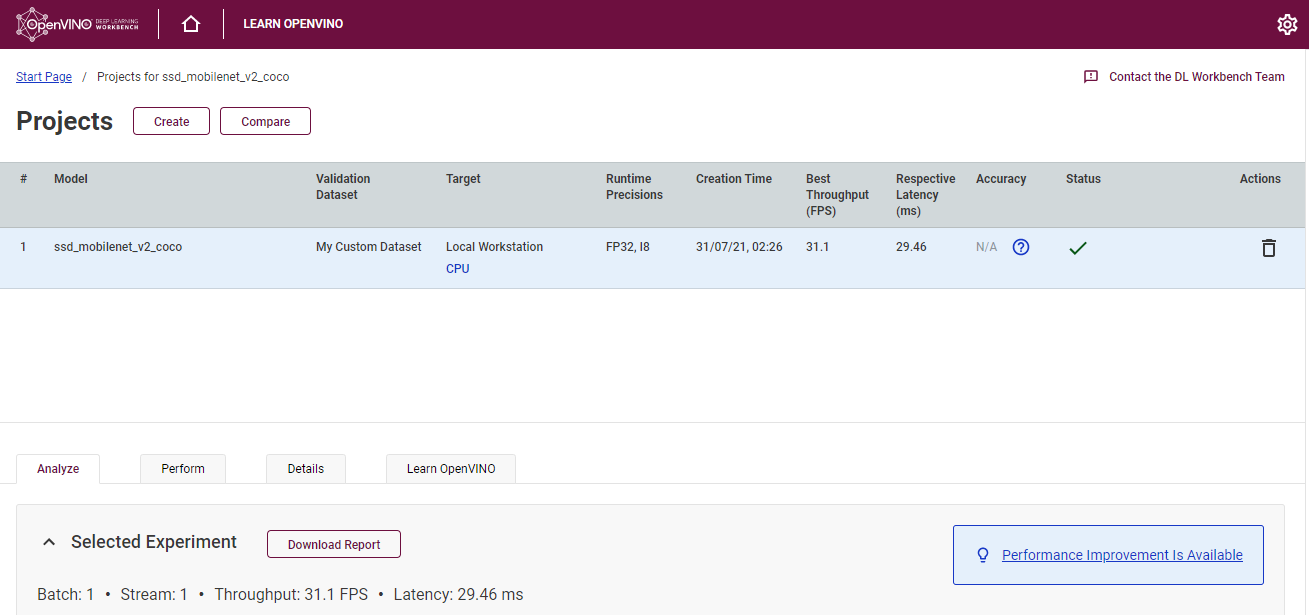 OpenVINO DEEP LEARNING WORKBENCH LEARN OPENVINO
Start Page / Projects for ssd_mobilenet_v2_coco Contact the DL Workbench Team
Projects Create Compare
# Model Validation Dataset Target Runtime Precisions Creation Time Best Throughput (FPS) Respective Latency (ms) Accuracy Status Actions
1 ssd_mobilenet_v2_coco My Custom Dataset Local Workstation FP32, I8 31/07/21, 02:26 31.1 29.46 N/A ?
CPU
Analyze Perform Details Learn OpenVINO
Selected Experiment Download Report Performance Improvement Is Available
Batch: 1 • Stream: 1 • Throughput: 31.1 FPS • Latency: 29.46 ms